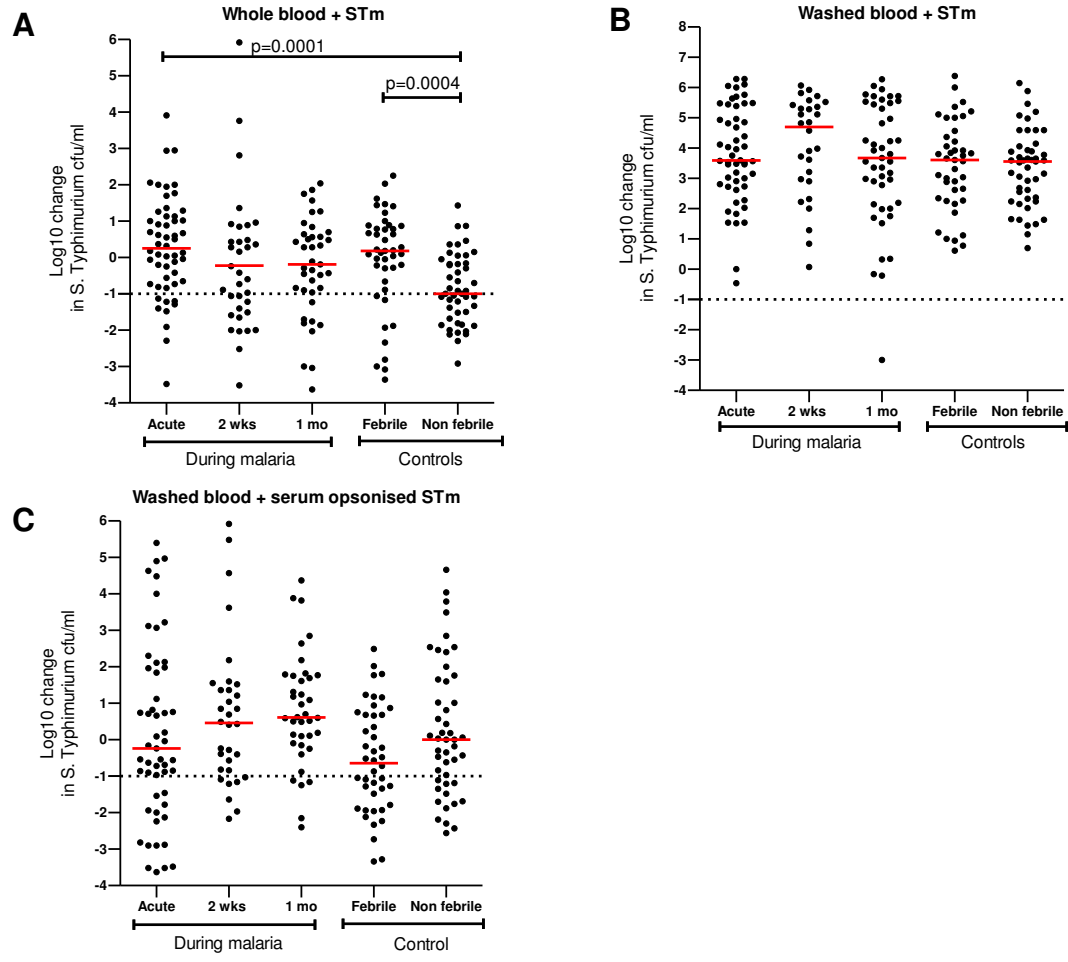 A
Whole blood + STm
p=0.0001
p=0.0004
Log10 change
in S. Typhimurium cfu/ml
6
5
4
3
2
1
0
-1
-2
-3
-4
Acute 2 wks 1 mo Febrile Non febrile
During malaria Controls
B
Washed blood + STm
Log10 change
in S. Typhimurium cfu/ml
8
7
6
5
4
3
2
1
0
-1
-2
-3
-4
Acute 2 wks 1 mo Febrile Non febrile
During malaria Controls
C
Washed blood + serum opsonised STm
Log10 change
in S. Typhimurium cfu/ml
6
5
4
3
2
1
0
-1
-2
-3
-4
Acute 2 wks 1 mo Febrile Non febrile
During malaria Control